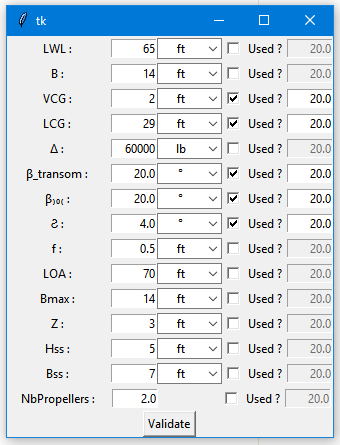 tk
LWL : 65 ft Used ? 20.0
B : 14 ft Used ? 20.0
VCG : 2 ft Used ? 20.0
LCG : 29 ft Used ? 20.0
Δ : 60000 lb Used ? 20.0
β_transom : 20.0 ° Used ? 20.0
β₎₀₍ : 20.0 ° Used ? 20.0
Ƨ : 4.0 ° Used ? 20.0
f : 0.5 ft Used ? 20.0
LOA : 70 ft Used ? 20.0
Bmax : 14 ft Used ? 20.0
Z : 3 ft Used ? 20.0
Hss : 5 ft Used ? 20.0
Bss : 7 ft Used ? 20.0
NbPropellers : 2.0 Used ? 20.0
Validate